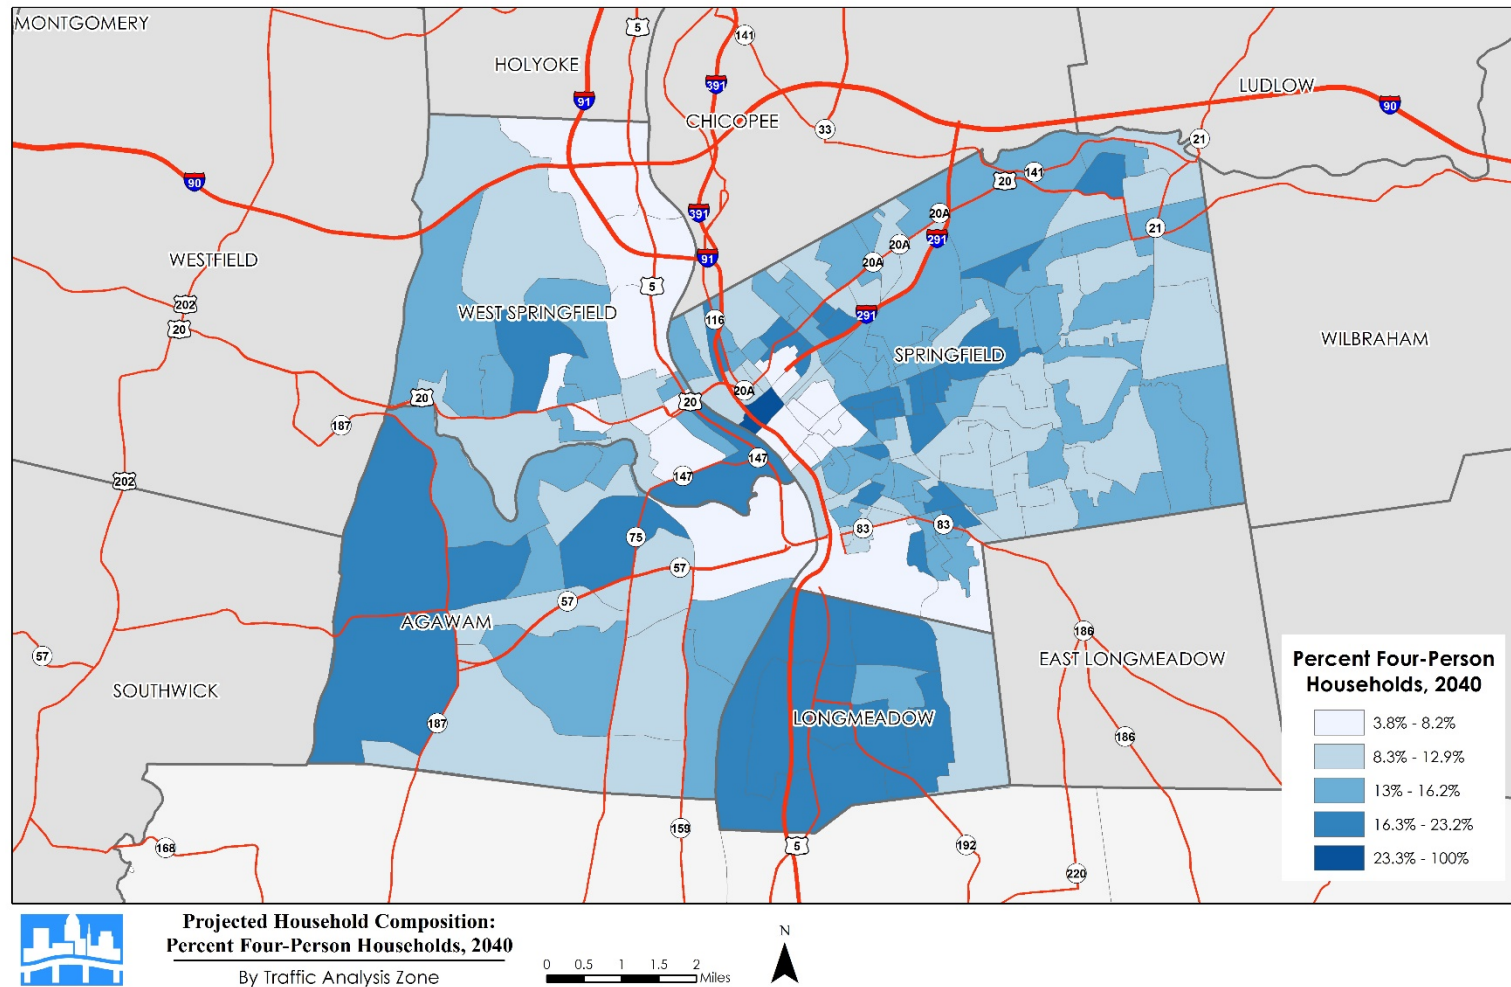 MONTGOMERY
5
141
HOLYOKE
391
91
LUDLOW
90
CHICOPEE
33
21
141
20
90
391
20A
21
291
20A
20A
WESTFIELD
91
5
202
20
WEST SPRINGFIELD
116
291
WILBRAHAM
SPRINGFIELD
20A
20
20
187
147
147
202
83
83
75
57
57
AGAWAM
186
57
EAST LONGMEADOW
SOUTHWICK
187
LONGMEADOW
186
159
5
192
168
220
Percent Four-Person
Households, 2040
3.8% - 8.2%
8.3% - 12.9%
13% - 16.2%
16.3% - 23.2%
23.3% - 100%
Projected Household Composition:
Percent Four-Person Households, 2040
By Traffic Analysis Zone
0 0.5 1 1.5 2
Miles
N